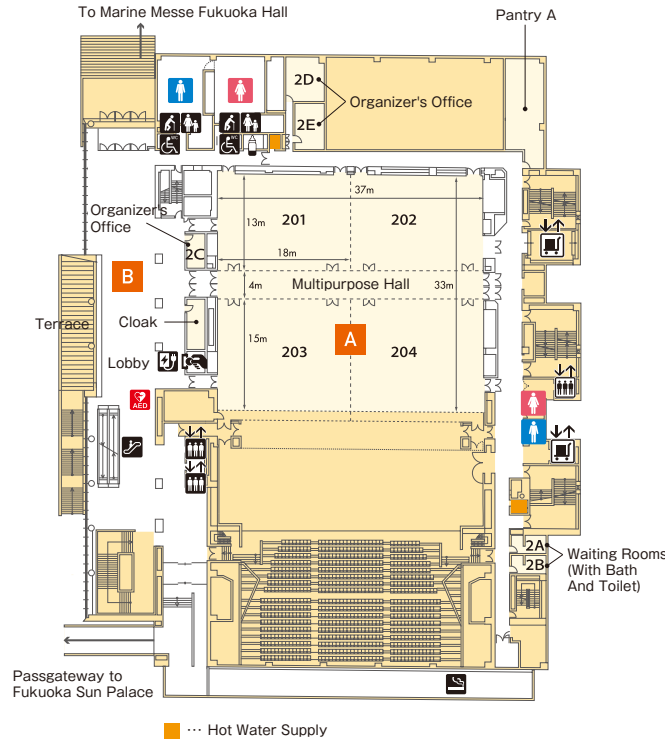 To Marine Messe Fukuoka Hall
Pantry A
2D
Organizer's Office
2E
WC
WC
37m
Organizer's
Office
201
202
13m
2C
18m
B
4m
Multipurpose Hall
33m
Terrace
Cloak
15m
A
Lobby
203
204
AED
2A
2B
Waiting Rooms
(With Bath
And Toilet)
Passgateway to
Fukuoka Sun Palace
… Hot Water Supply